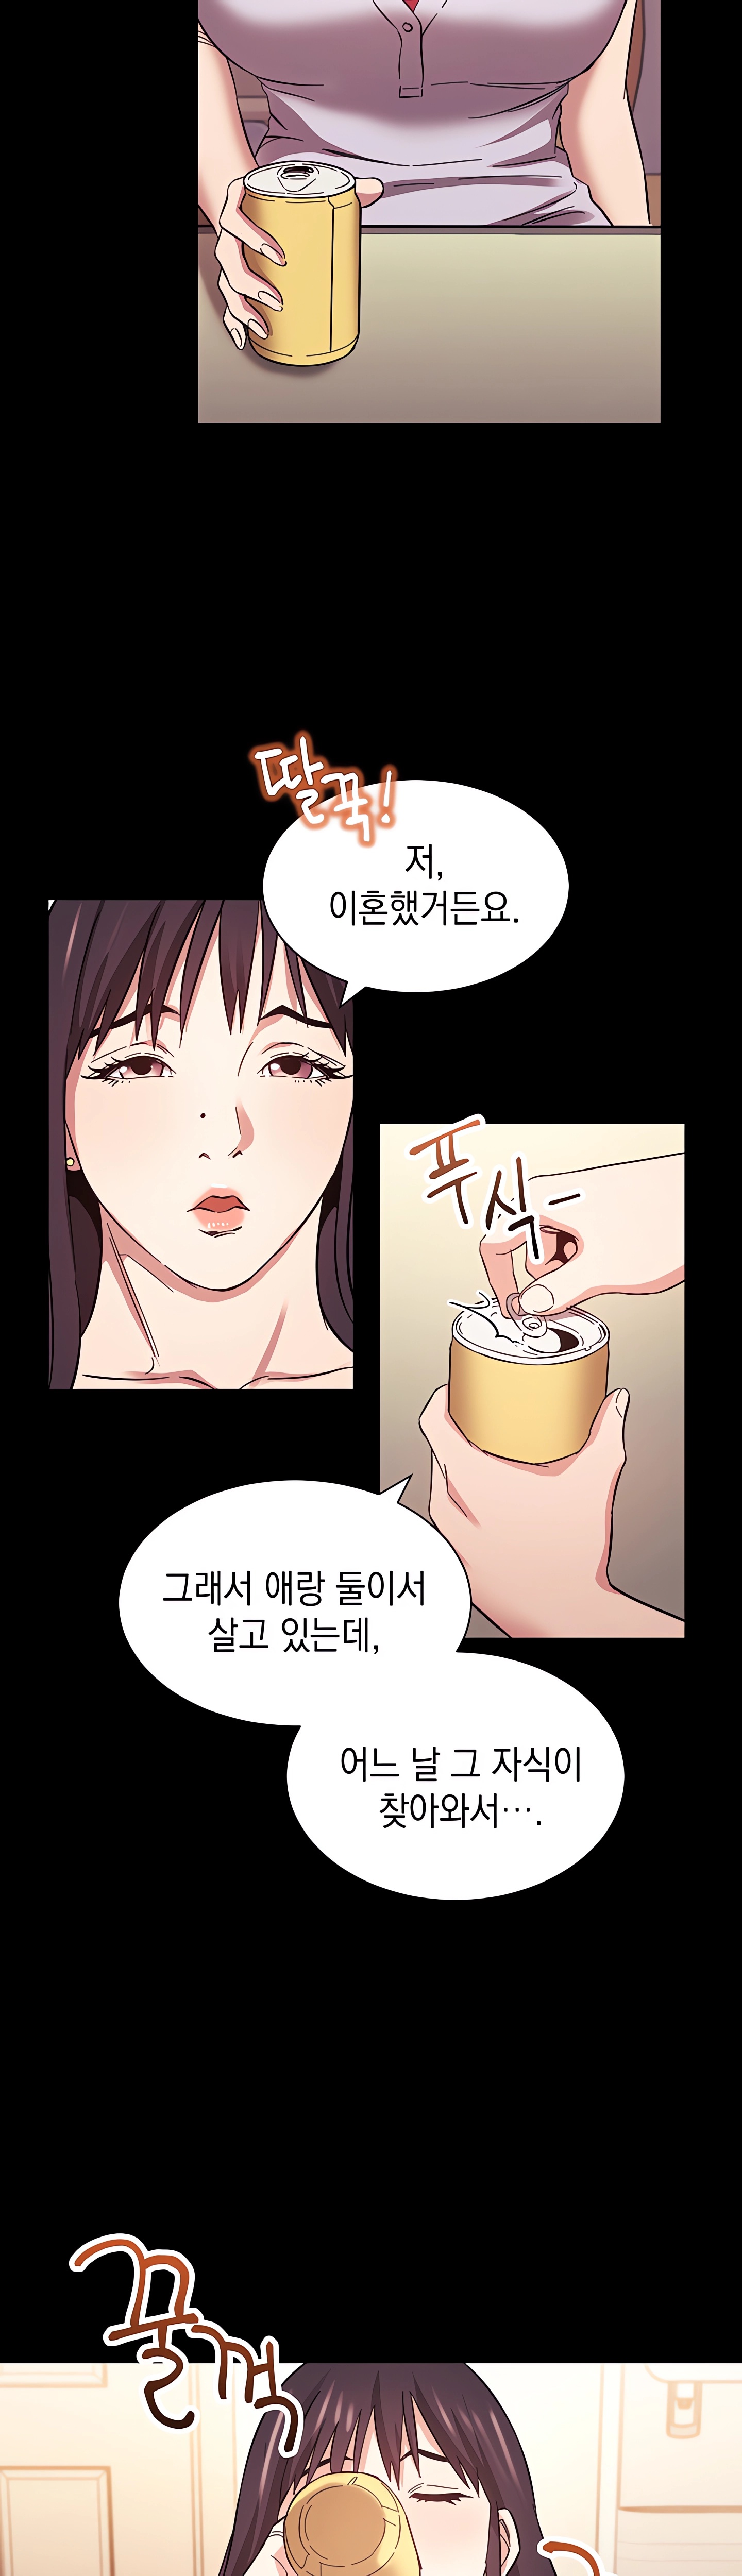 딸꾹!
저,
이혼했거든요.
푸식-
그래서 애랑 둘이서
살고 있는데,
어느 날 그 자식이
찾아와서….
꿀꺽